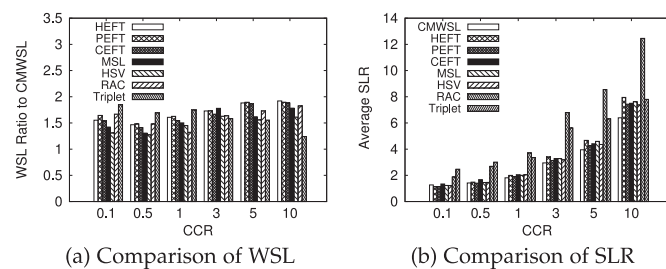 WSL Ratio to CMWSL
3.5
3
2.5
2
1.5
1
0.5
0
HEFT
PEFT
CEFT
MSL
HSV
RAC
Triplet
0.1 0.5 1 3 5 10
CCR
(a) Comparison of WSL
Average SLR
14
12
10
8
6
4
2
0
CMWSL
HEFT
PEFT
CEFT
MSL
HSV
RAC
Triplet
0.1 0.5 1 3 5 10
CCR
(b) Comparison of SLR